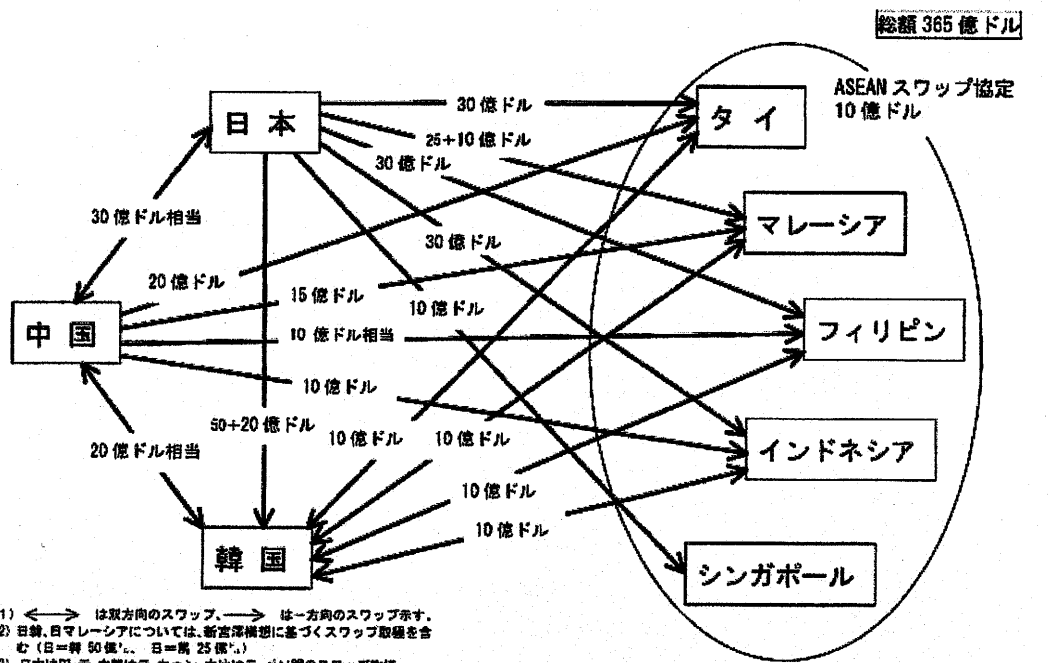 総額 365 億ドル
ASEAN スワップ協定
10 億ドル
日本
30 億ドル
タイ
25+10 億ドル
30 億ドル
マレーシア
30 億ドル相当
30 億ドル
20 億ドル
15 億ドル
10 億ドル
中国
10 億ドル相当
フィリピン
10 億ドル
50+20 億ドル
10 億ドル
10 億ドル
インドネシア
20 億ドル相当
10 億ドル
10 億ドル
韓国
シンガポール
1) ←→ は双方向のスワップ、→ は一方向のスワップ示す。
2) 日韓、日マレーシアについては、新宮澤構想に基づくスワップ取極を含
む (日=韓 50 億㌦、 日=馬 25 億㌦)